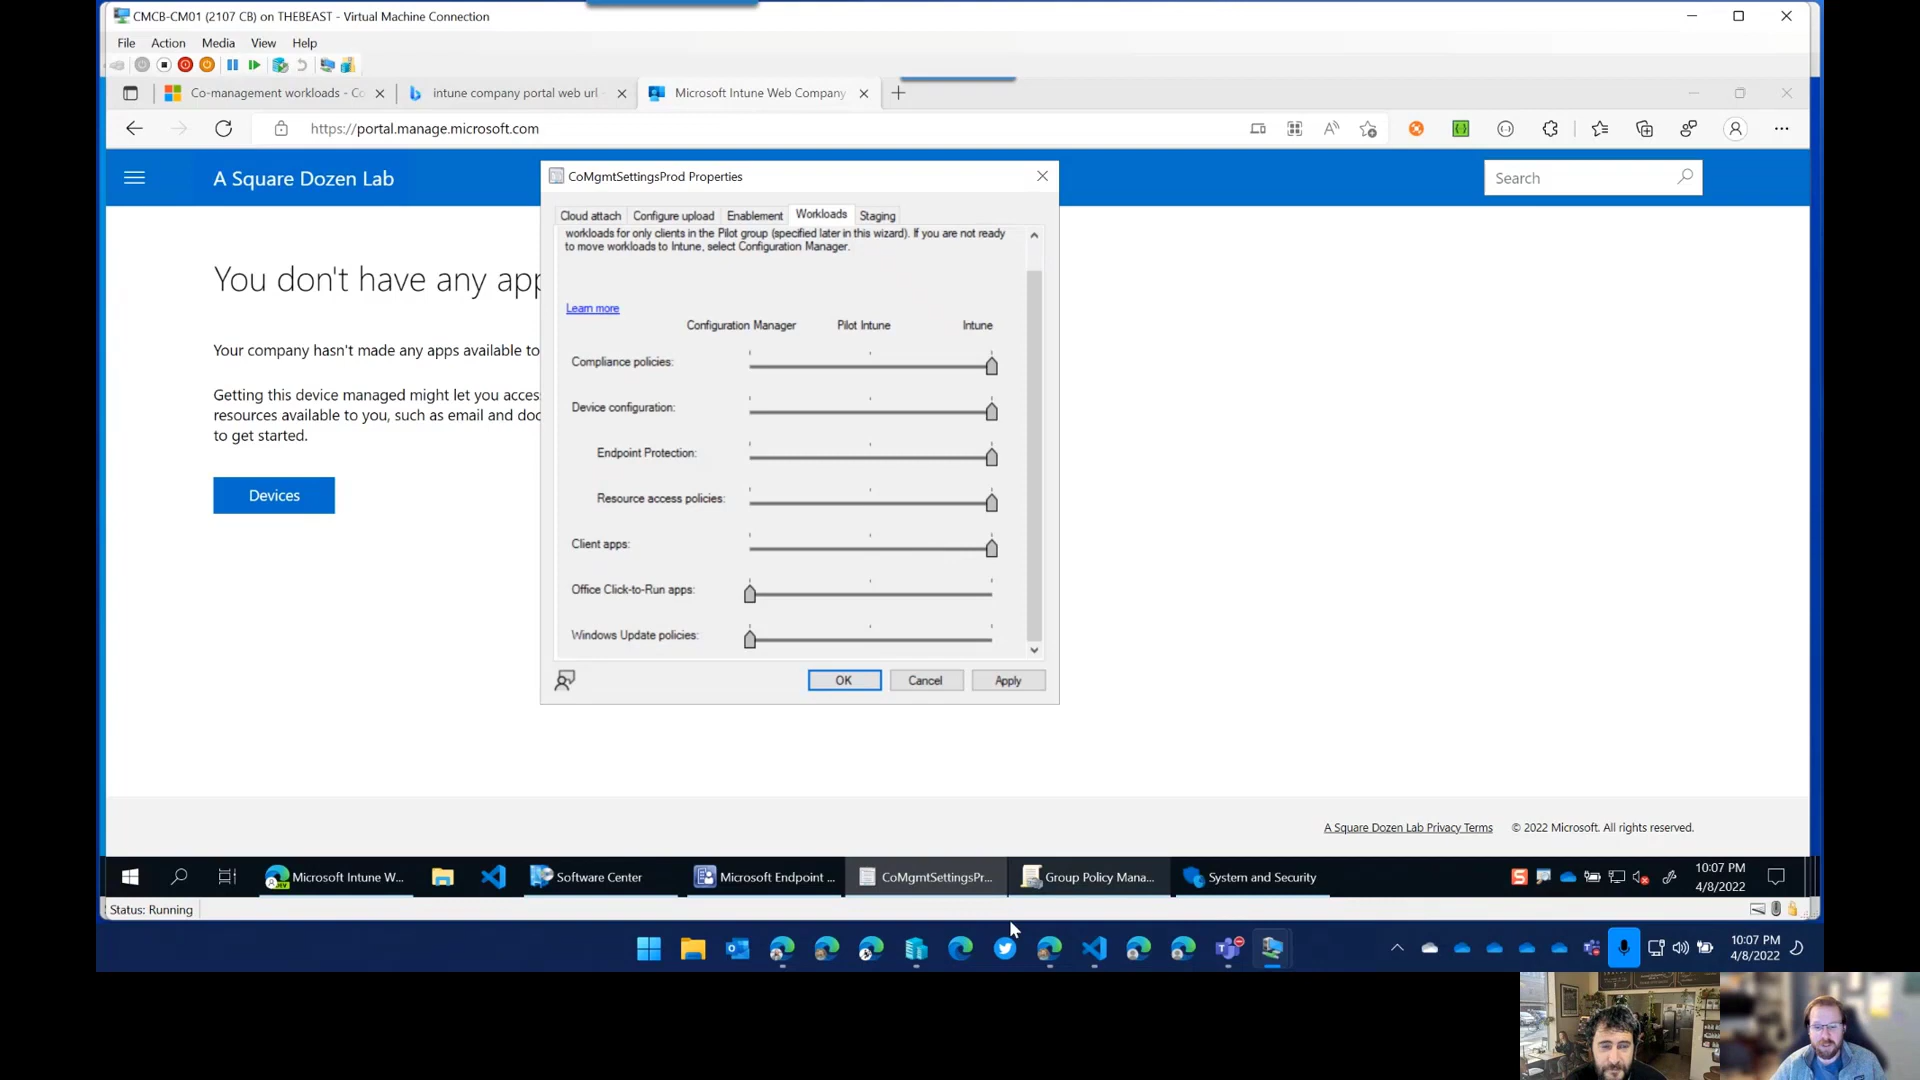 CMCB-CM01 (2107 CB) on THEBEAST - Virtual Machine Connection
File Action Media View Help
Co-management workloads - Co
intune company portal web url
Microsoft Intune Web Company
https://portal.manage.microsoft.com
A Square Dozen Lab
Search
You don't have any app
Your company hasn't made any apps available to
Getting this device managed might let you acces
resources available to you, such as email and doc
to get started.
Devices
CoMgmtSettingsProd Properties
Cloud attach Configure upload Enablement Workloads Staging
workloads for only clients in the Pilot group (specified later in this wizard). If you are not ready
to move workloads to Intune, select Configuration Manager.
Learn more
Configuration Manager Pilot Intune Intune
Compliance policies:
Device configuration:
Endpoint Protection:
Resource access policies:
Client apps:
Office Click-to-Run apps:
Windows Update policies:
OK Cancel Apply
A Square Dozen Lab Privacy Terms © 2022 Microsoft. All rights reserved.
Microsoft Intune W...
Software Center
Microsoft Endpoint ...
CoMgmtSettingsPr...
Group Policy Mana...
System and Security
10:07 PM
4/8/2022
Status: Running
10:07 PM
4/8/2022